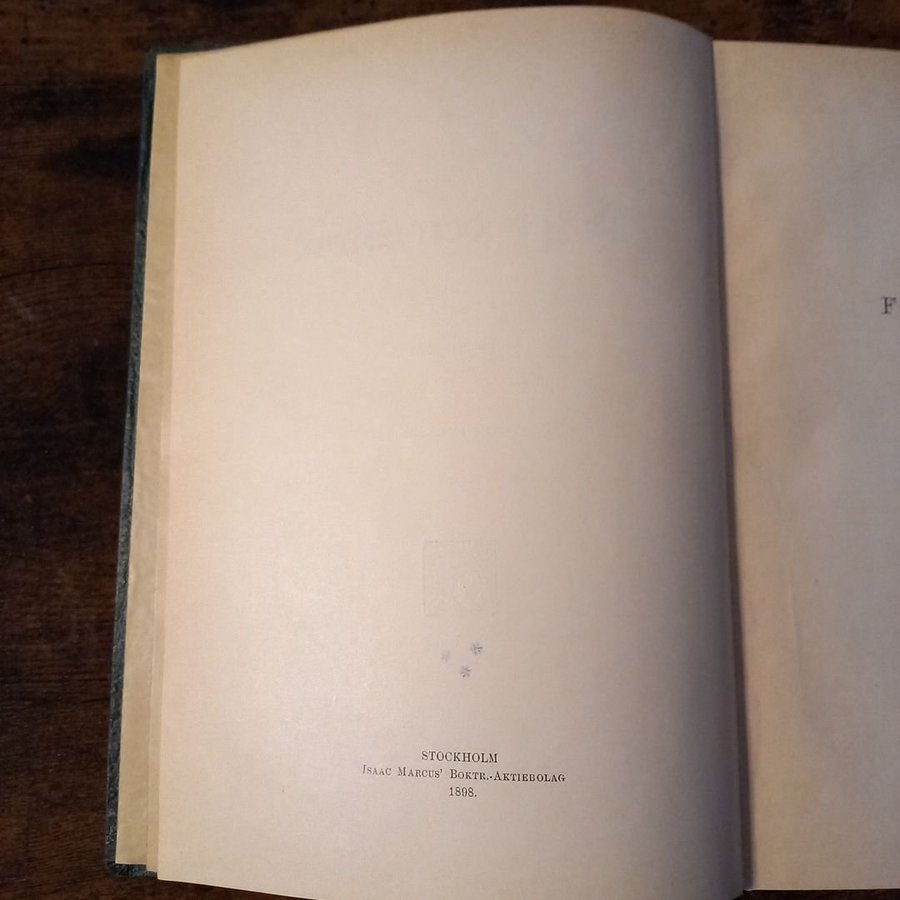 STOCKHOLM
ISAAC MARCUS' BOKTR.-AKTIEBOLAG
1898.
F